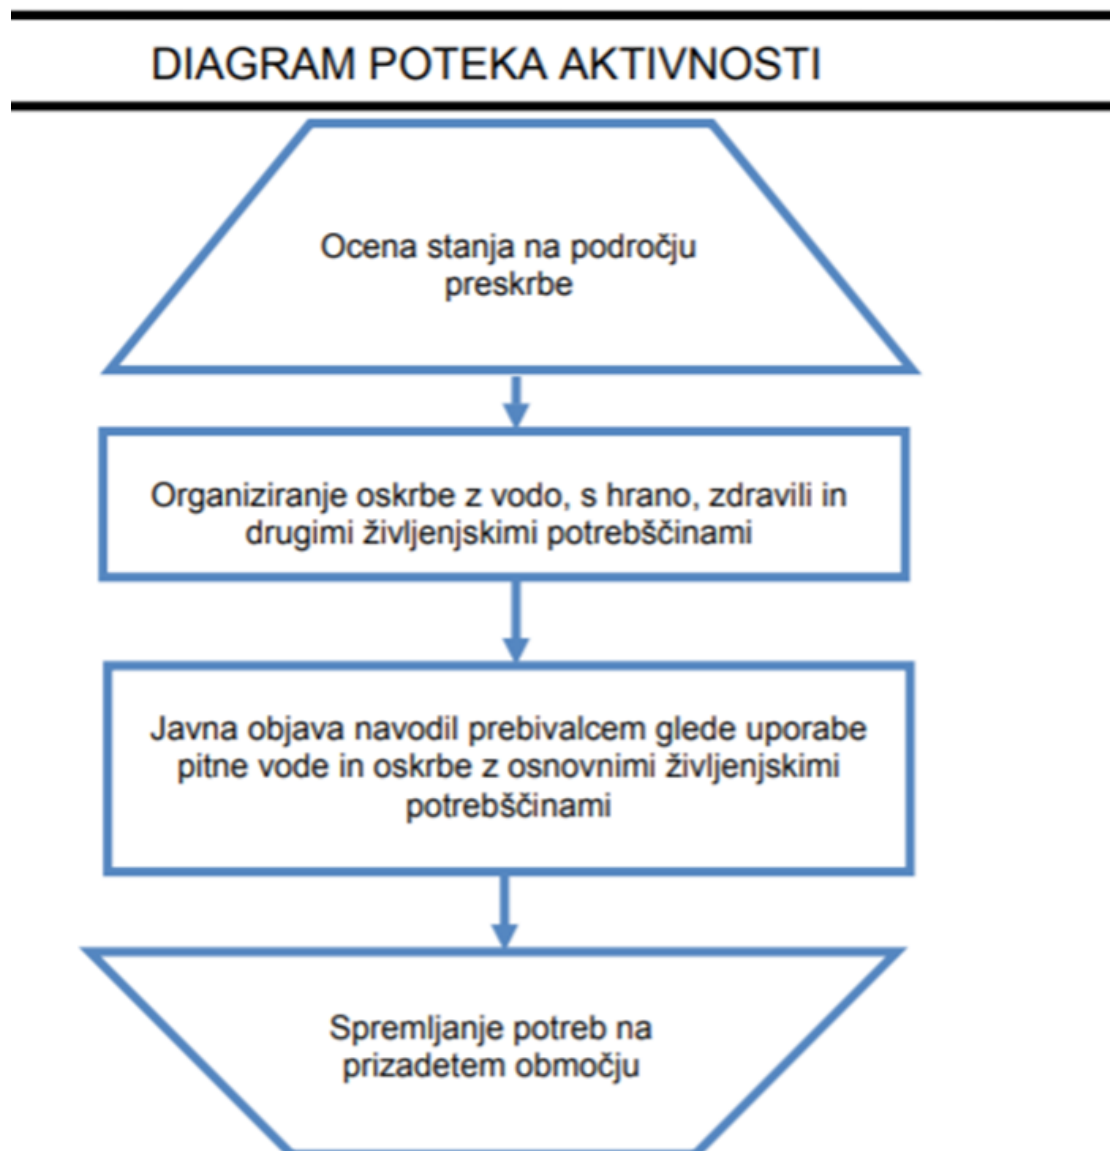 DIAGRAM POTEKA AKTIVNOSTI
Ocena stanja na področju
preskrbe
Organiziranje oskrbe z vodo, s hrano, zdravili in
drugimi življenjskimi potrebščinami
Javna objava navodil prebivalcem glede uporabe
pitne vode in oskrbe z osnovnimi življenjskimi
potrebščinami
Spremljanje potreb na
prizadetem območju